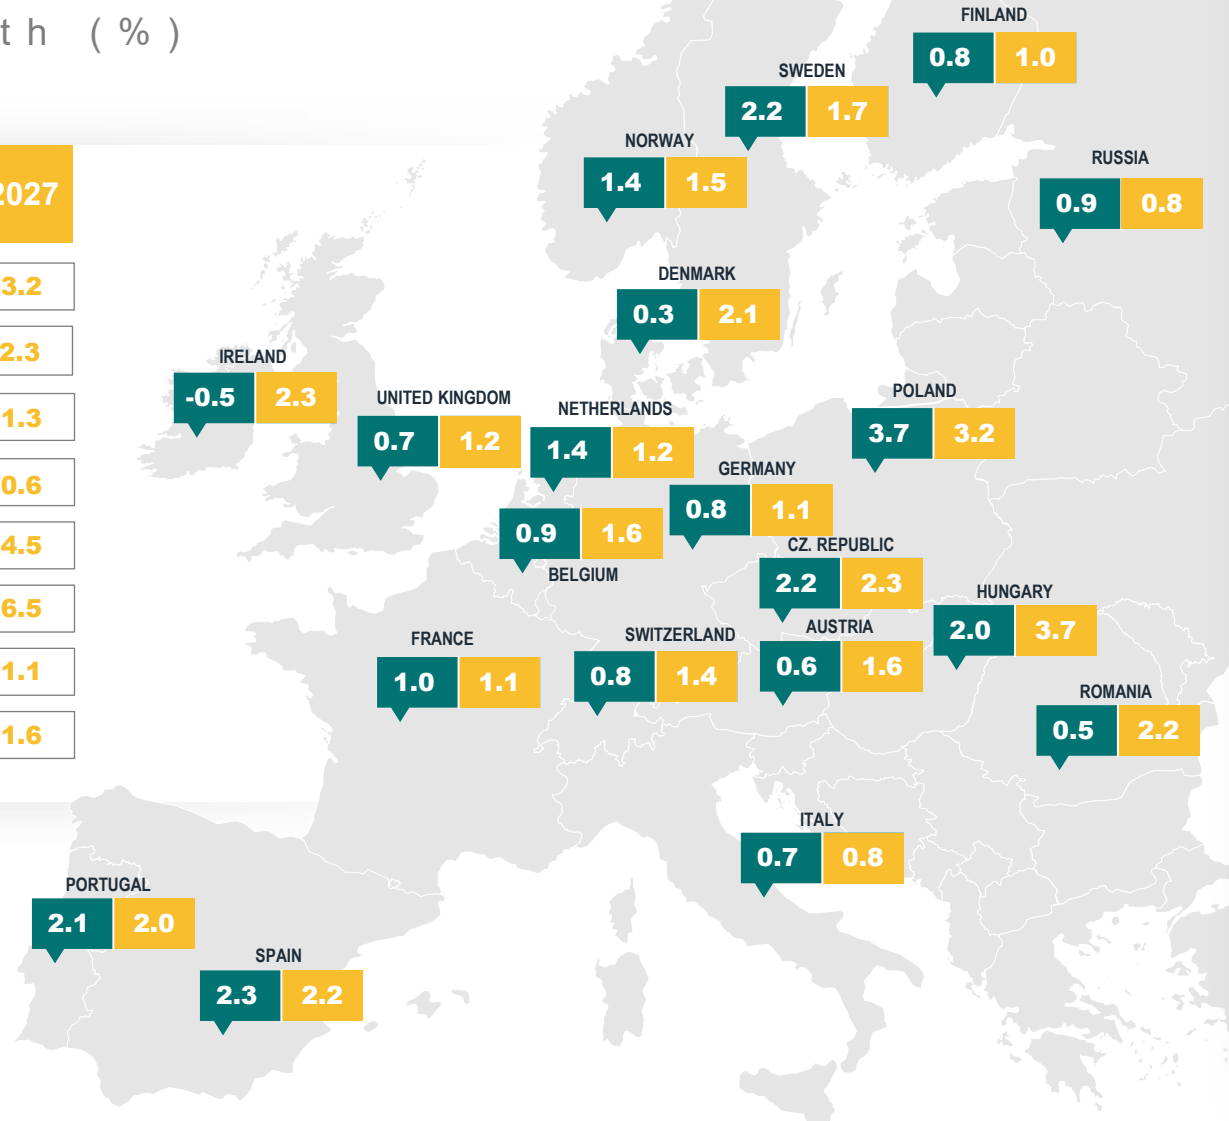 th (%)
2027
3.2
2.3
1.3
0.6
4.5
6.5
1.1
1.6
FINLAND
0.8 1.0
SWEDEN
2.2 1.7
NORWAY
1.4 1.5
RUSSIA
0.9 0.8
DENMARK
0.3 2.1
IRELAND
-0.5 2.3
UNITED KINGDOM
0.7 1.2
NETHERLANDS
1.4 1.2
POLAND
3.7 3.2
GERMANY
0.8 1.1
0.9 1.6
BELGIUM
CZ. REPUBLIC
2.2 2.3
HUNGARY
2.0 3.7
AUSTRIA
0.6 1.6
SWITZERLAND
0.8 1.4
FRANCE
1.0 1.1
ROMANIA
0.5 2.2
ITALY
0.7 0.8
PORTUGAL
2.1 2.0
SPAIN
2.3 2.2